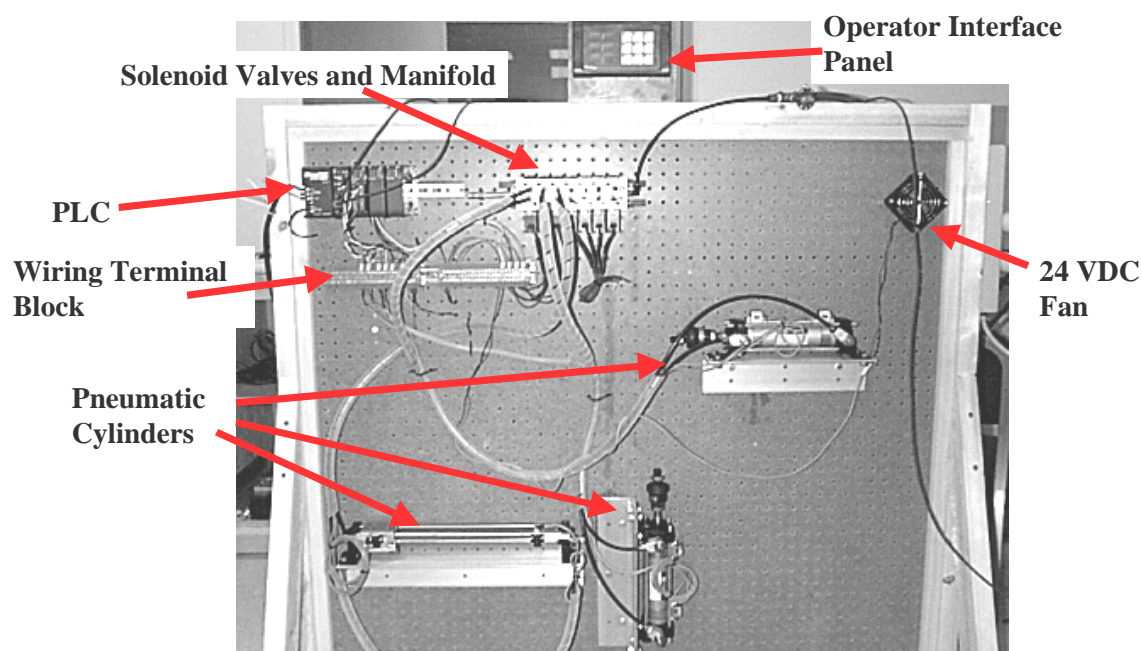 Operator Interface
Panel
Solenoid Valves and Manifold
PLC
Wiring Terminal
Block
24 VDC
Fan
Pneumatic
Cylinders